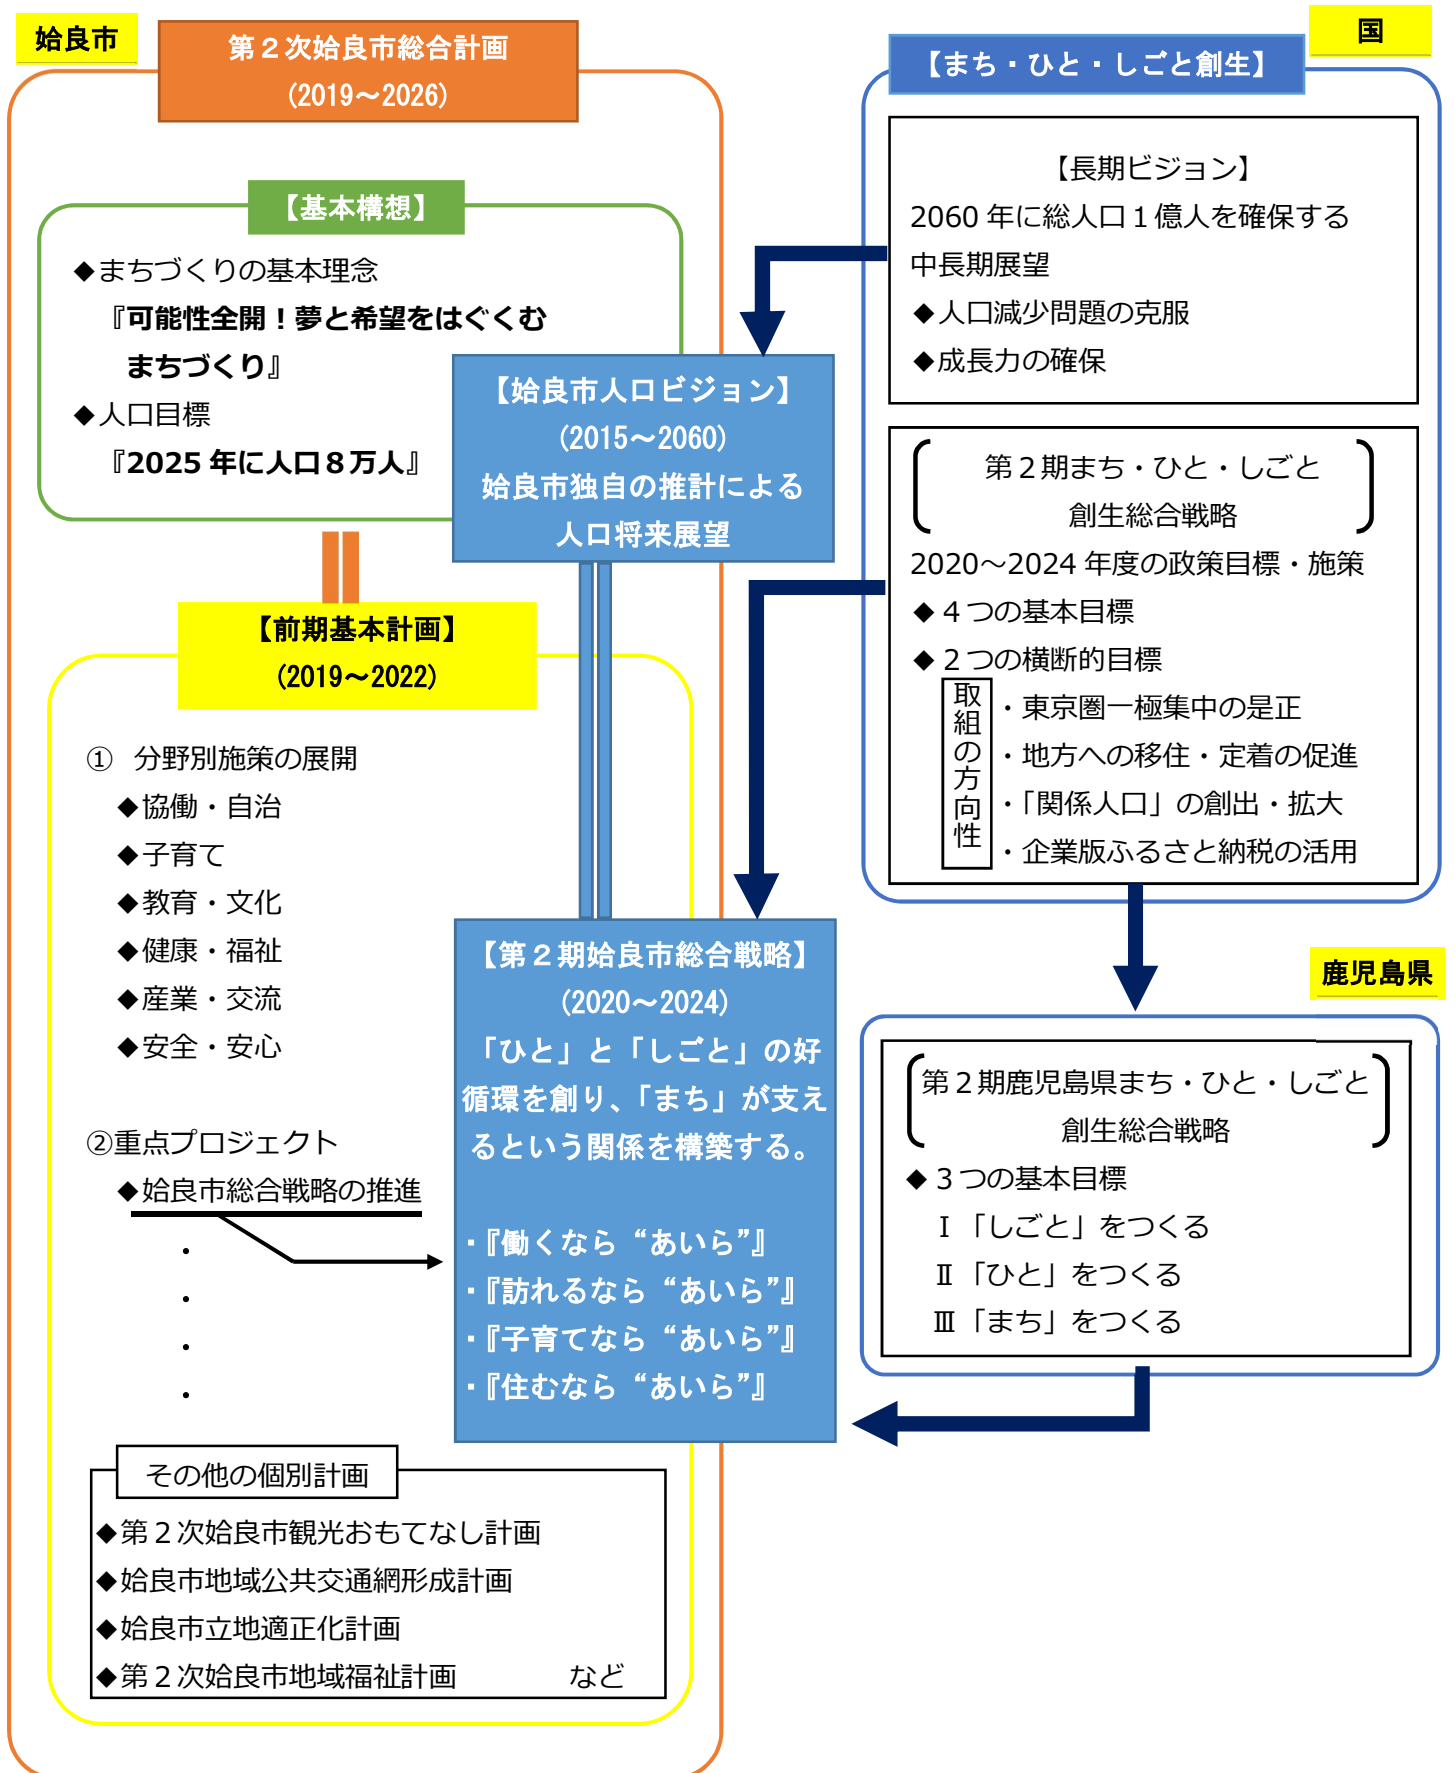 姶良市
第２次姶良市総合計画
(2019～2026)
【基本構想】
◆まちづくりの基本理念
『可能性全開！夢と希望をはぐくむ
まちづくり』
◆人口目標
『2025 年に人口８万人』
【姶良市人口ビジョン】
(2015～2060)
姶良市独自の推計による
人口将来展望
【前期基本計画】
(2019～2022)
① 分野別施策の展開
◆協働・自治
◆子育て
◆教育・文化
◆健康・福祉
◆産業・交流
◆安全・安心
②重点プロジェクト
◆姶良市総合戦略の推進
・
・
・
・
【第２期姶良市総合戦略】
(2020～2024)
「ひと」と「しごと」の好
循環を創り、「まち」が支え
るという関係を構築する。
・『働くなら “あいら”』
・『訪れるなら “あいら”』
・『子育てなら “あいら”』
・『住むなら “あいら”』
その他の個別計画
◆第２次姶良市観光おもてなし計画
◆姶良市地域公共交通網形成計画
◆姶良市立地適正化計画
◆第２次姶良市地域福祉計画 など
国
【まち・ひと・しごと創生】
【長期ビジョン】
2060 年に総人口１億人を確保する
中長期展望
◆人口減少問題の克服
◆成長力の確保
第２期まち・ひと・しごと
創生総合戦略
2020～2024 年度の政策目標・施策
◆４つの基本目標
◆２つの横断的目標
取組の方向性
・東京圏一極集中の是正
・地方への移住・定着の促進
・「関係人口」の創出・拡大
・企業版ふるさと納税の活用
鹿児島県
第２期鹿児島県まち・ひと・しごと
創生総合戦略
◆３つの基本目標
Ⅰ「しごと」をつくる
Ⅱ「ひと」をつくる
Ⅲ「まち」をつくる